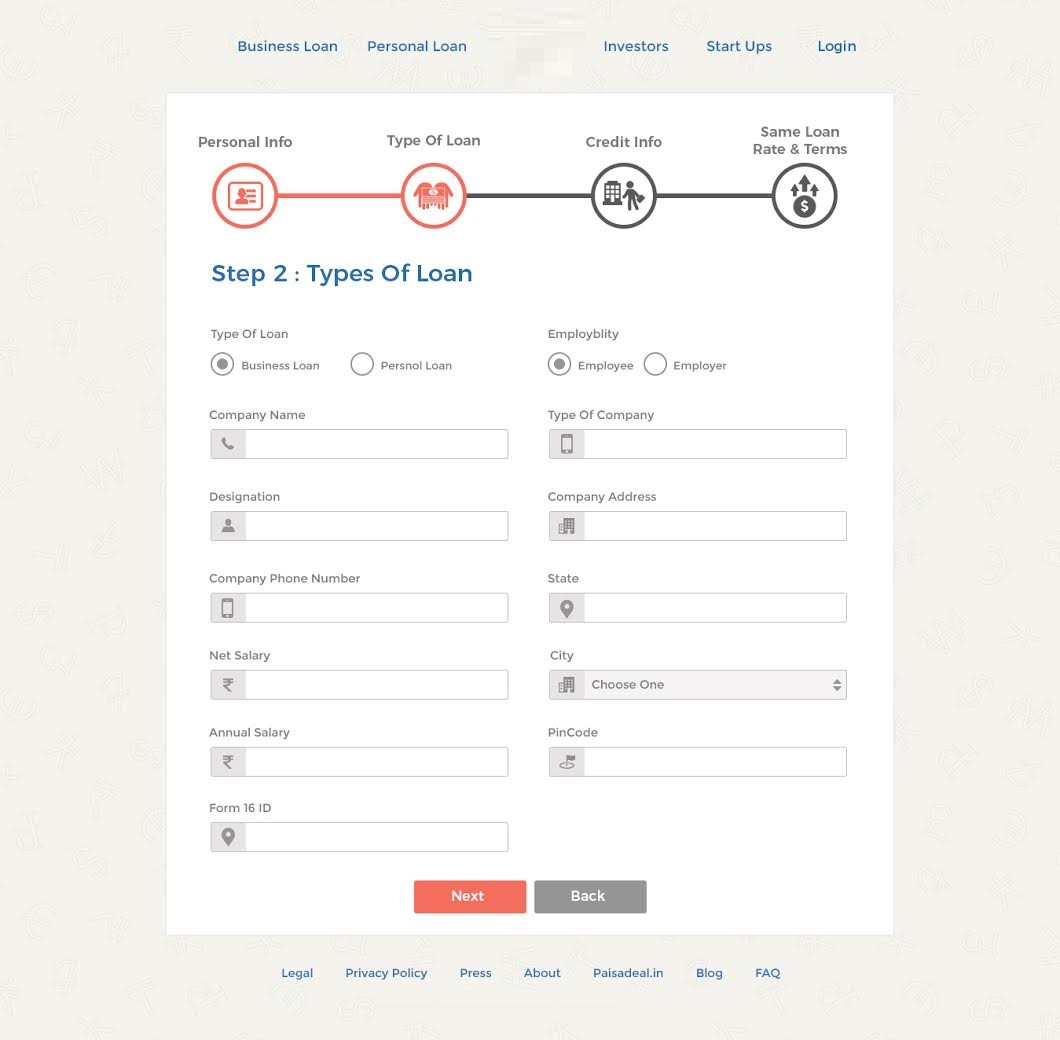 Business Loan Personal Loan Investors Start Ups Login
Personal Info
Type Of Loan
Credit Info
Same Loan
Rate & Terms
$
Step 2 : Types Of Loan
Type Of Loan
Business Loan Persnol Loan
Employblity
Employee Employer
Company Name
Type Of Company
Designation
Company Address
Company Phone Number
State
Net Salary
₹
City
Choose One
Annual Salary
₹
PinCode
Form 16 ID
Next Back
Legal Privacy Policy Press About Paisadeal.in Blog FAQ